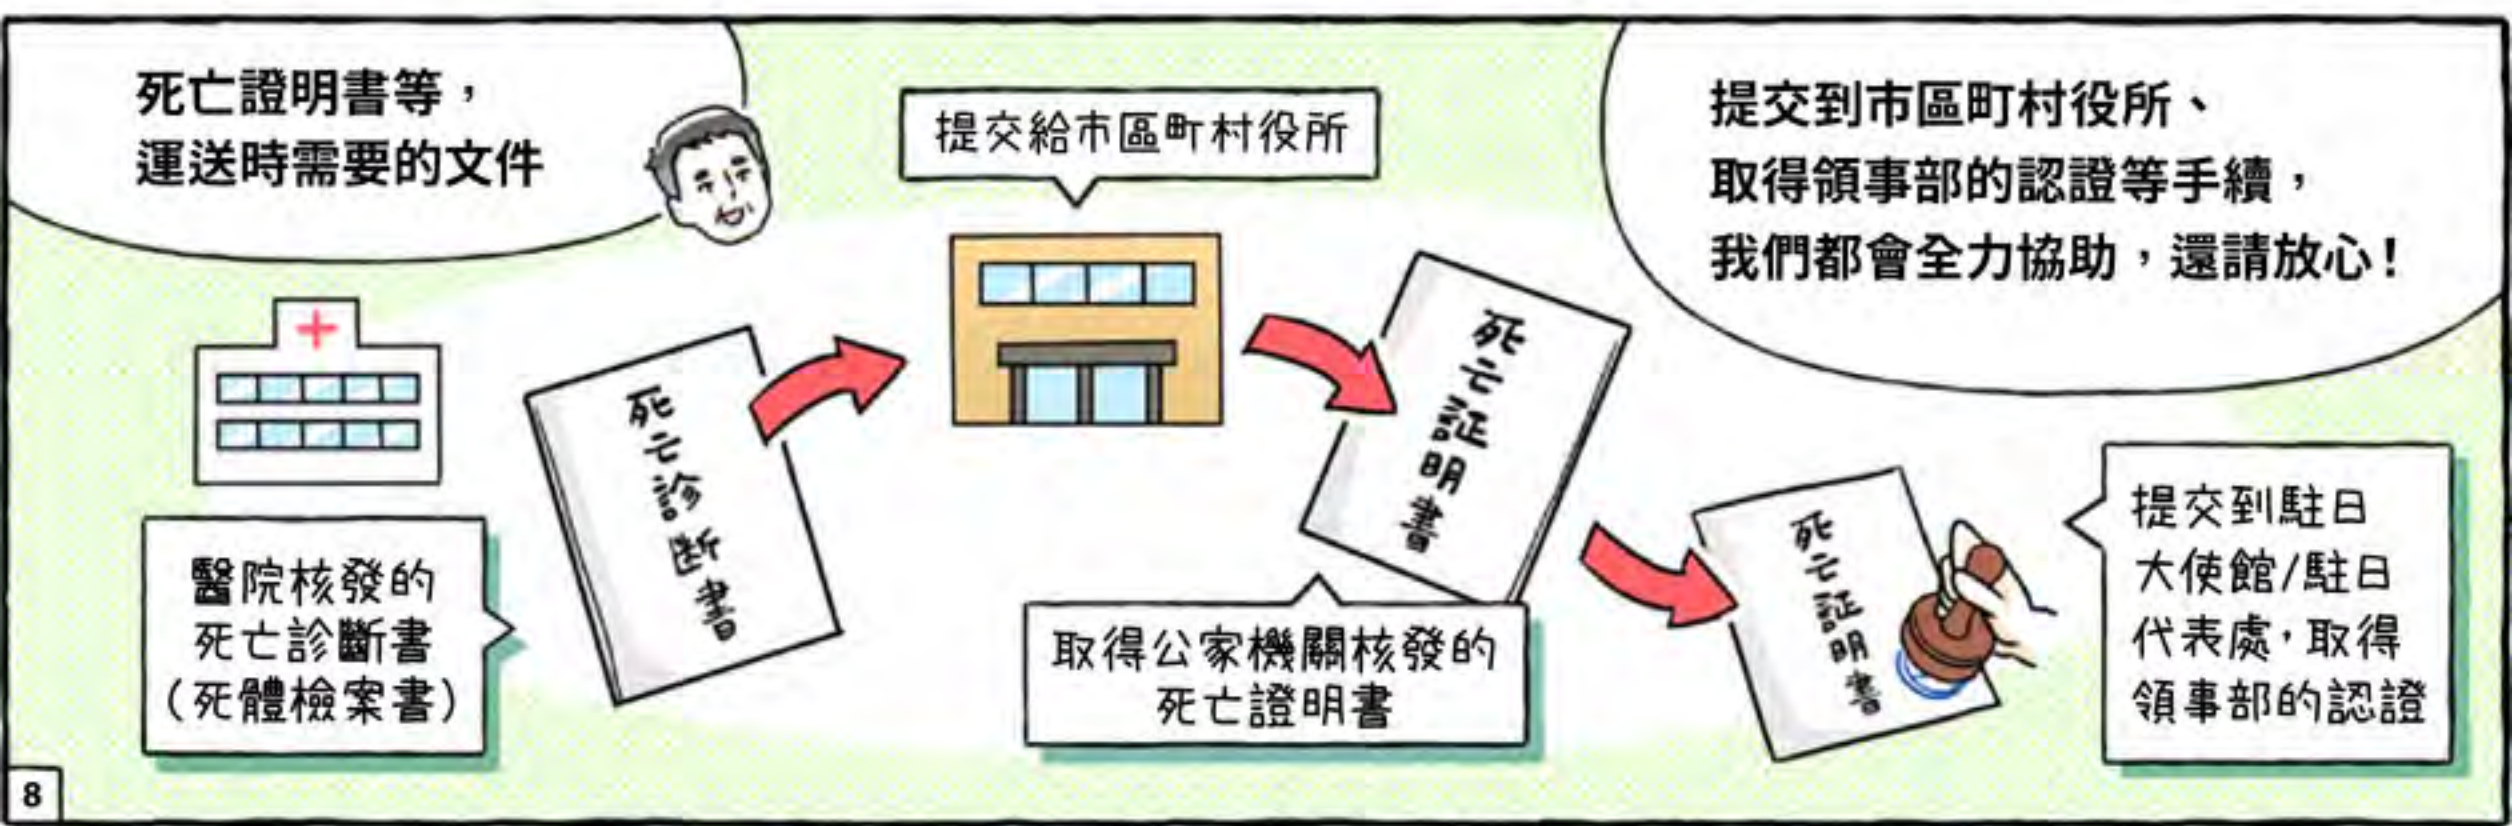 死亡證明書等，
運送時需要的文件
提交給市區町村役所
提交到市區町村役所、
取得領事部的認證等手續，
我們都會全力協助，還請放心！
醫院核發的
死亡診斷書
（死體檢案書）
死亡診断書
死亡証明書
取得公家機關核發的
死亡證明書
死亡証明書
提交到駐日
大使館/駐日
代表處，取得
領事部的認證
8